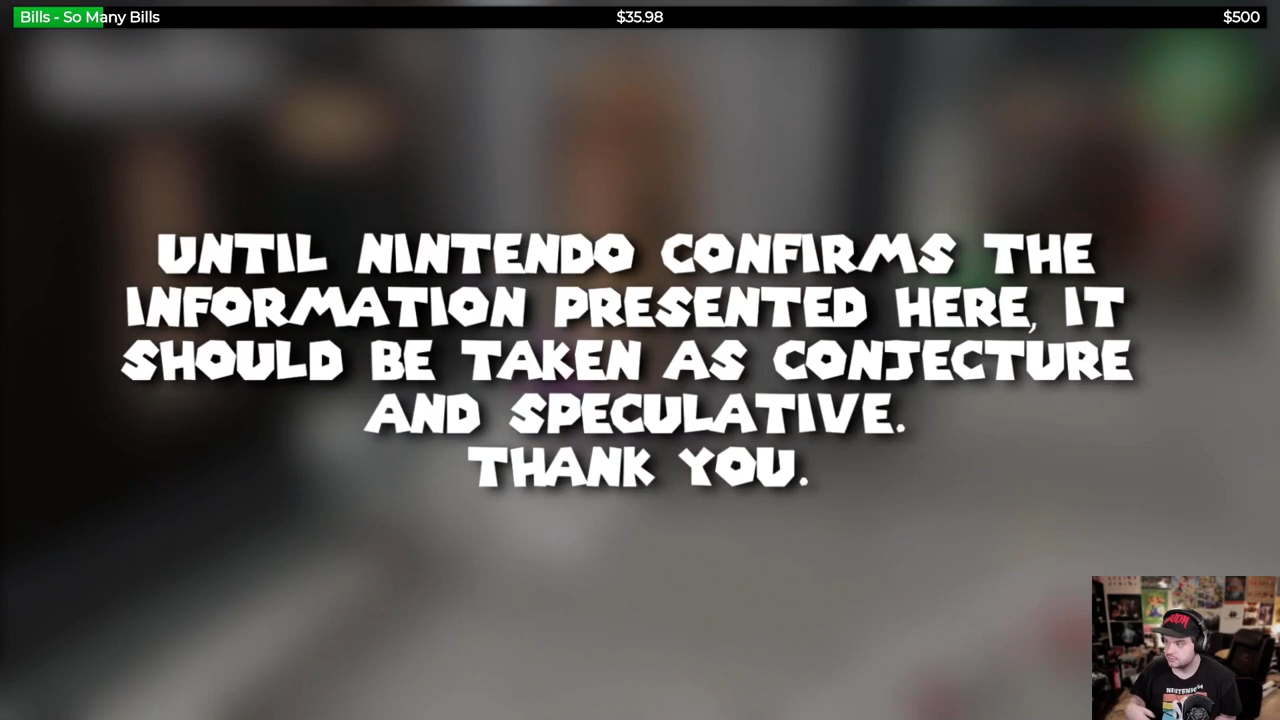 Bills - So Many Bills $35.98 $500
UNTIL NINTENDO CONFIRMS THE
INFORMATION PRESENTED HERE, IT
SHOULD BE TAKEN AS CONJECTURE
AND SPECULATIVE.
THANK YOU.